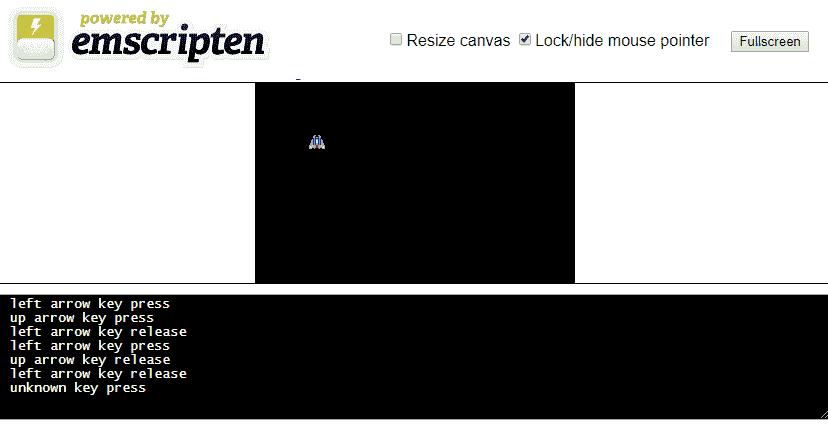 powered by
emscripten
Resize canvas Lock/hide mouse pointer Fullscreen
left arrow key press
up arrow key press
left arrow key release
left arrow key press
up arrow key release
left arrow key release
unknown key press